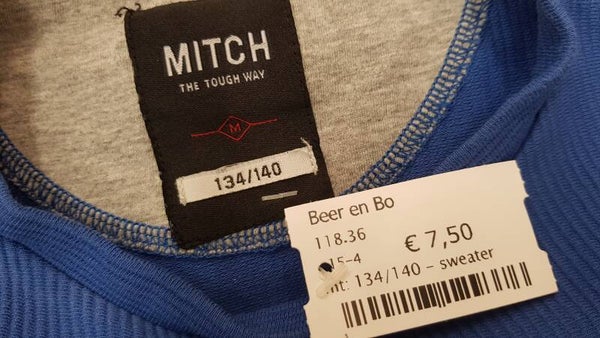 MITCH
THE TOUGH WAY
M
134/140
Beer en Bo
118.36
€ 7,50
15-4
134/140 - sweater